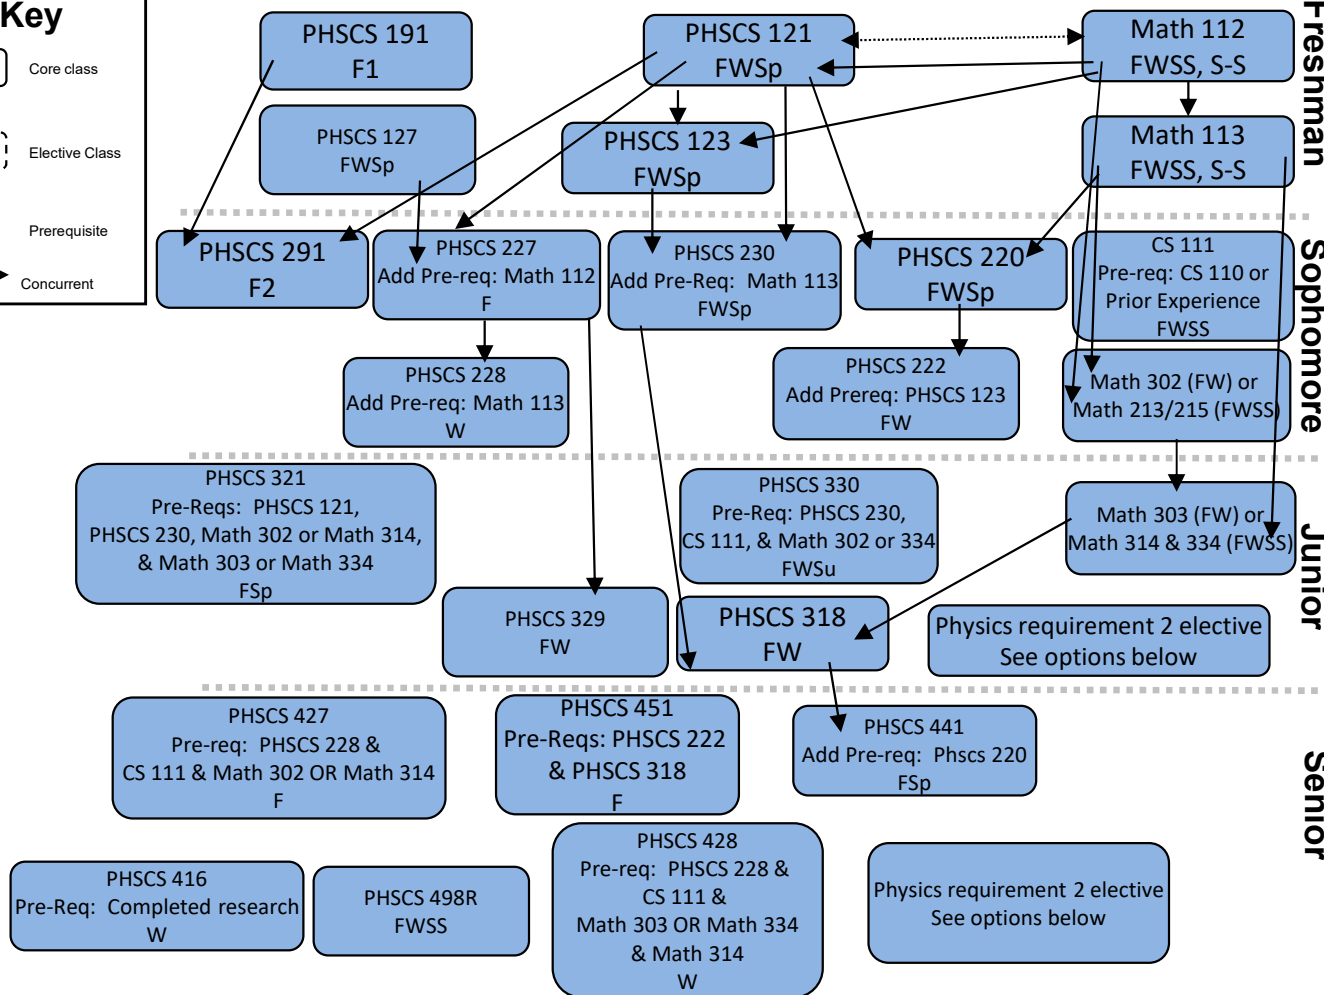 Key
Core class
Elective Class
Prerequisite
Concurrent
PHSCS 191
F1
PHSCS 121
FWSp
Math 112
FWSS, S-S
Freshman
PHSCS 127
FWSp
PHSCS 123
FWSp
Math 113
FWSS, S-S
PHSCS 291
F2
PHSCS 227
Add Pre-req: Math 112
F
PHSCS 230
Add Pre-Req: Math 113
FWSp
PHSCS 220
FWSp
CS 111
Pre-req: CS 110 or
Prior Experience
FWSS
Sophomore
PHSCS 228
Add Pre-req: Math 113
W
PHSCS 222
Add Prereq: PHSCS 123
FW
Math 302 (FW) or
Math 213/215 (FWSS)
PHSCS 321
Pre-Reqs: PHSCS 121,
PHSCS 230, Math 302 or Math 314,
& Math 303 or Math 334
FSp
PHSCS 330
Pre-Req: PHSCS 230,
CS 111, & Math 302 or 334
FWSu
Math 303 (FW) or
Math 314 & 334 (FWSS)
Junior
PHSCS 329
FW
PHSCS 318
FW
Physics requirement 2 elective
See options below
PHSCS 427
Pre-req: PHSCS 228 &
CS 111 & Math 302 OR Math 314
F
PHSCS 451
Pre-Reqs: PHSCS 222
& PHSCS 318
F
PHSCS 441
Add Pre-req: Phscs 220
FSp
Senior
PHSCS 416
Pre-Req: Completed research
W
PHSCS 498R
FWSS
PHSCS 428
Pre-req: PHSCS 228 &
CS 111 &
Math 303 OR Math 334
& Math 314
W
Physics requirement 2 elective
See options below